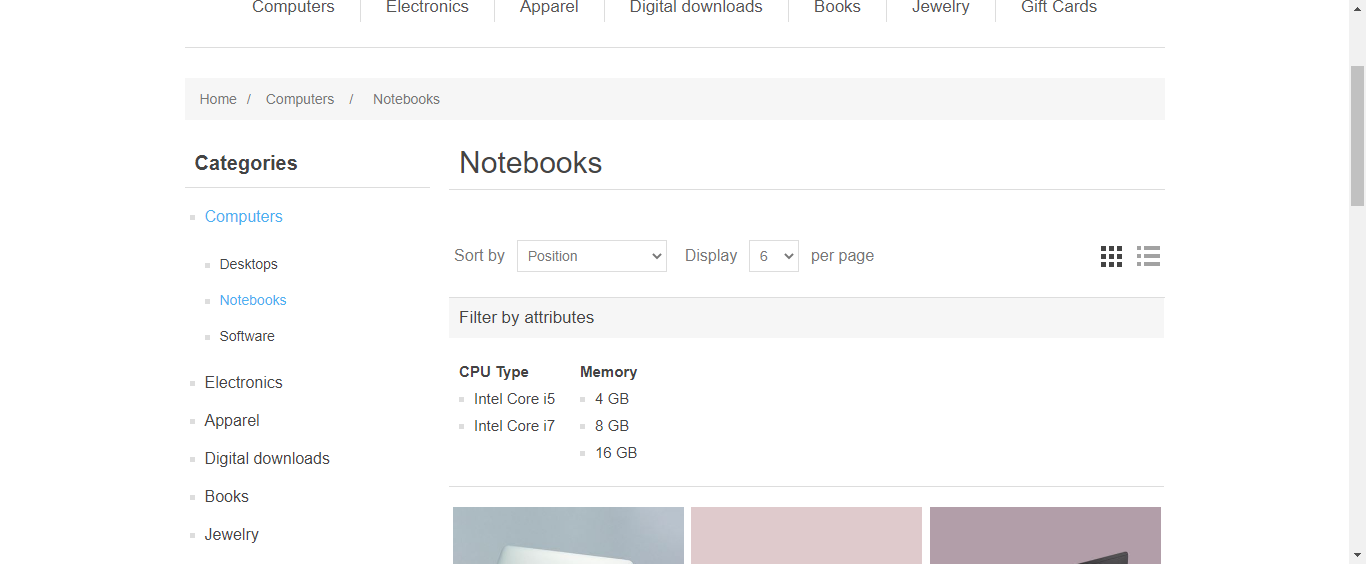 Computers Electronics Apparel Digital downloads Books Jewelry Gift Cards
Home / Computers / Notebooks
Categories
Computers
Desktops
Notebooks
Software
Electronics
Apparel
Digital downloads
Books
Jewelry
Notebooks
Sort by Position Display 6 per page
Filter by attributes
CPU Type
Intel Core i5
Intel Core i7
Memory
4 GB
8 GB
16 GB